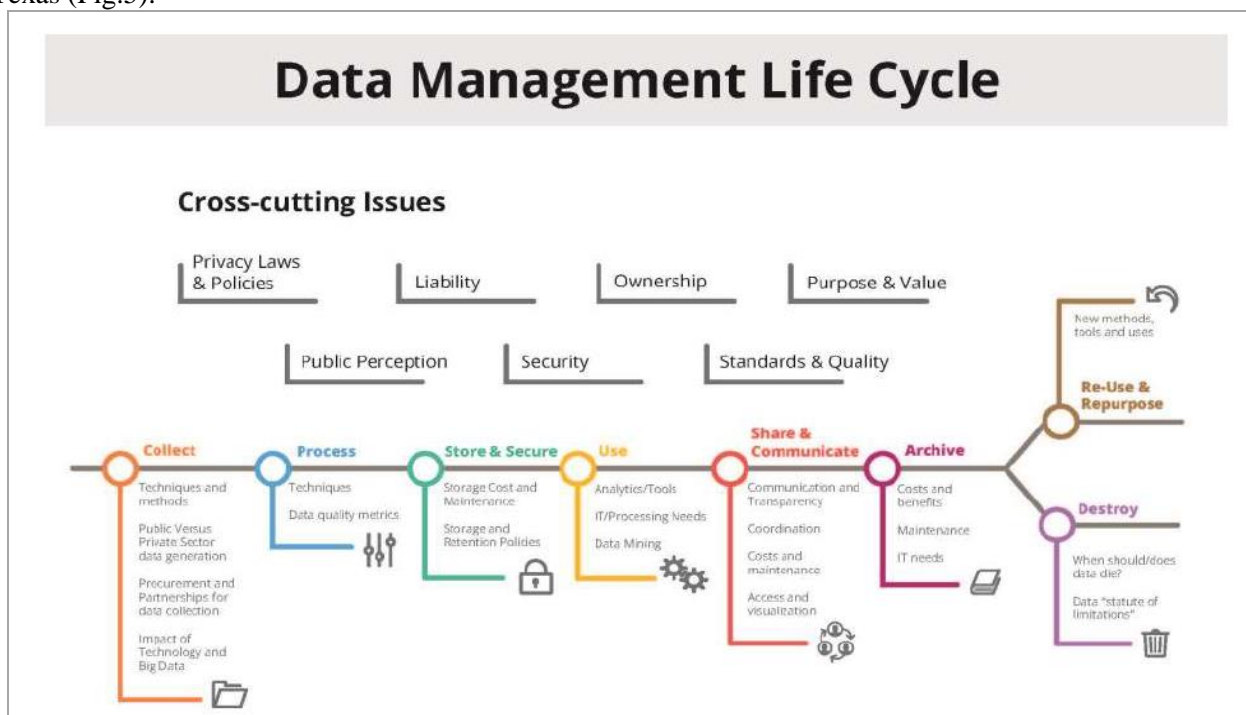 Texas (Fig.3).
Data Management Life Cycle
Cross-cutting Issues
Privacy Laws
& Policies
Liability
Ownership
Purpose & Value
Public Perception
Security
Standards & Quality
New methods,
tools and uses
Re-Use &
Repurpose
Collect
Techniques and
methods
Public Versus
Private Sector
data generation
Procurement and
Partnerships for
data collection
Impact of
Technology and
Big Data
Process
Techniques
Data quality metrics
Store & Secure
Storage Cost and
Maintenance
Storage and
Retention Policies
Use
Analytics/Tools
IT/Processing Needs
Data Mining
Share &
Communicate
Communication and
Transparency
Coordination
Costs and
maintenance
Access and
visualization
Archive
Costs and
benefits
Maintenance
IT needs
Destroy
When should/does
data die?
Data "statute of
limitations"